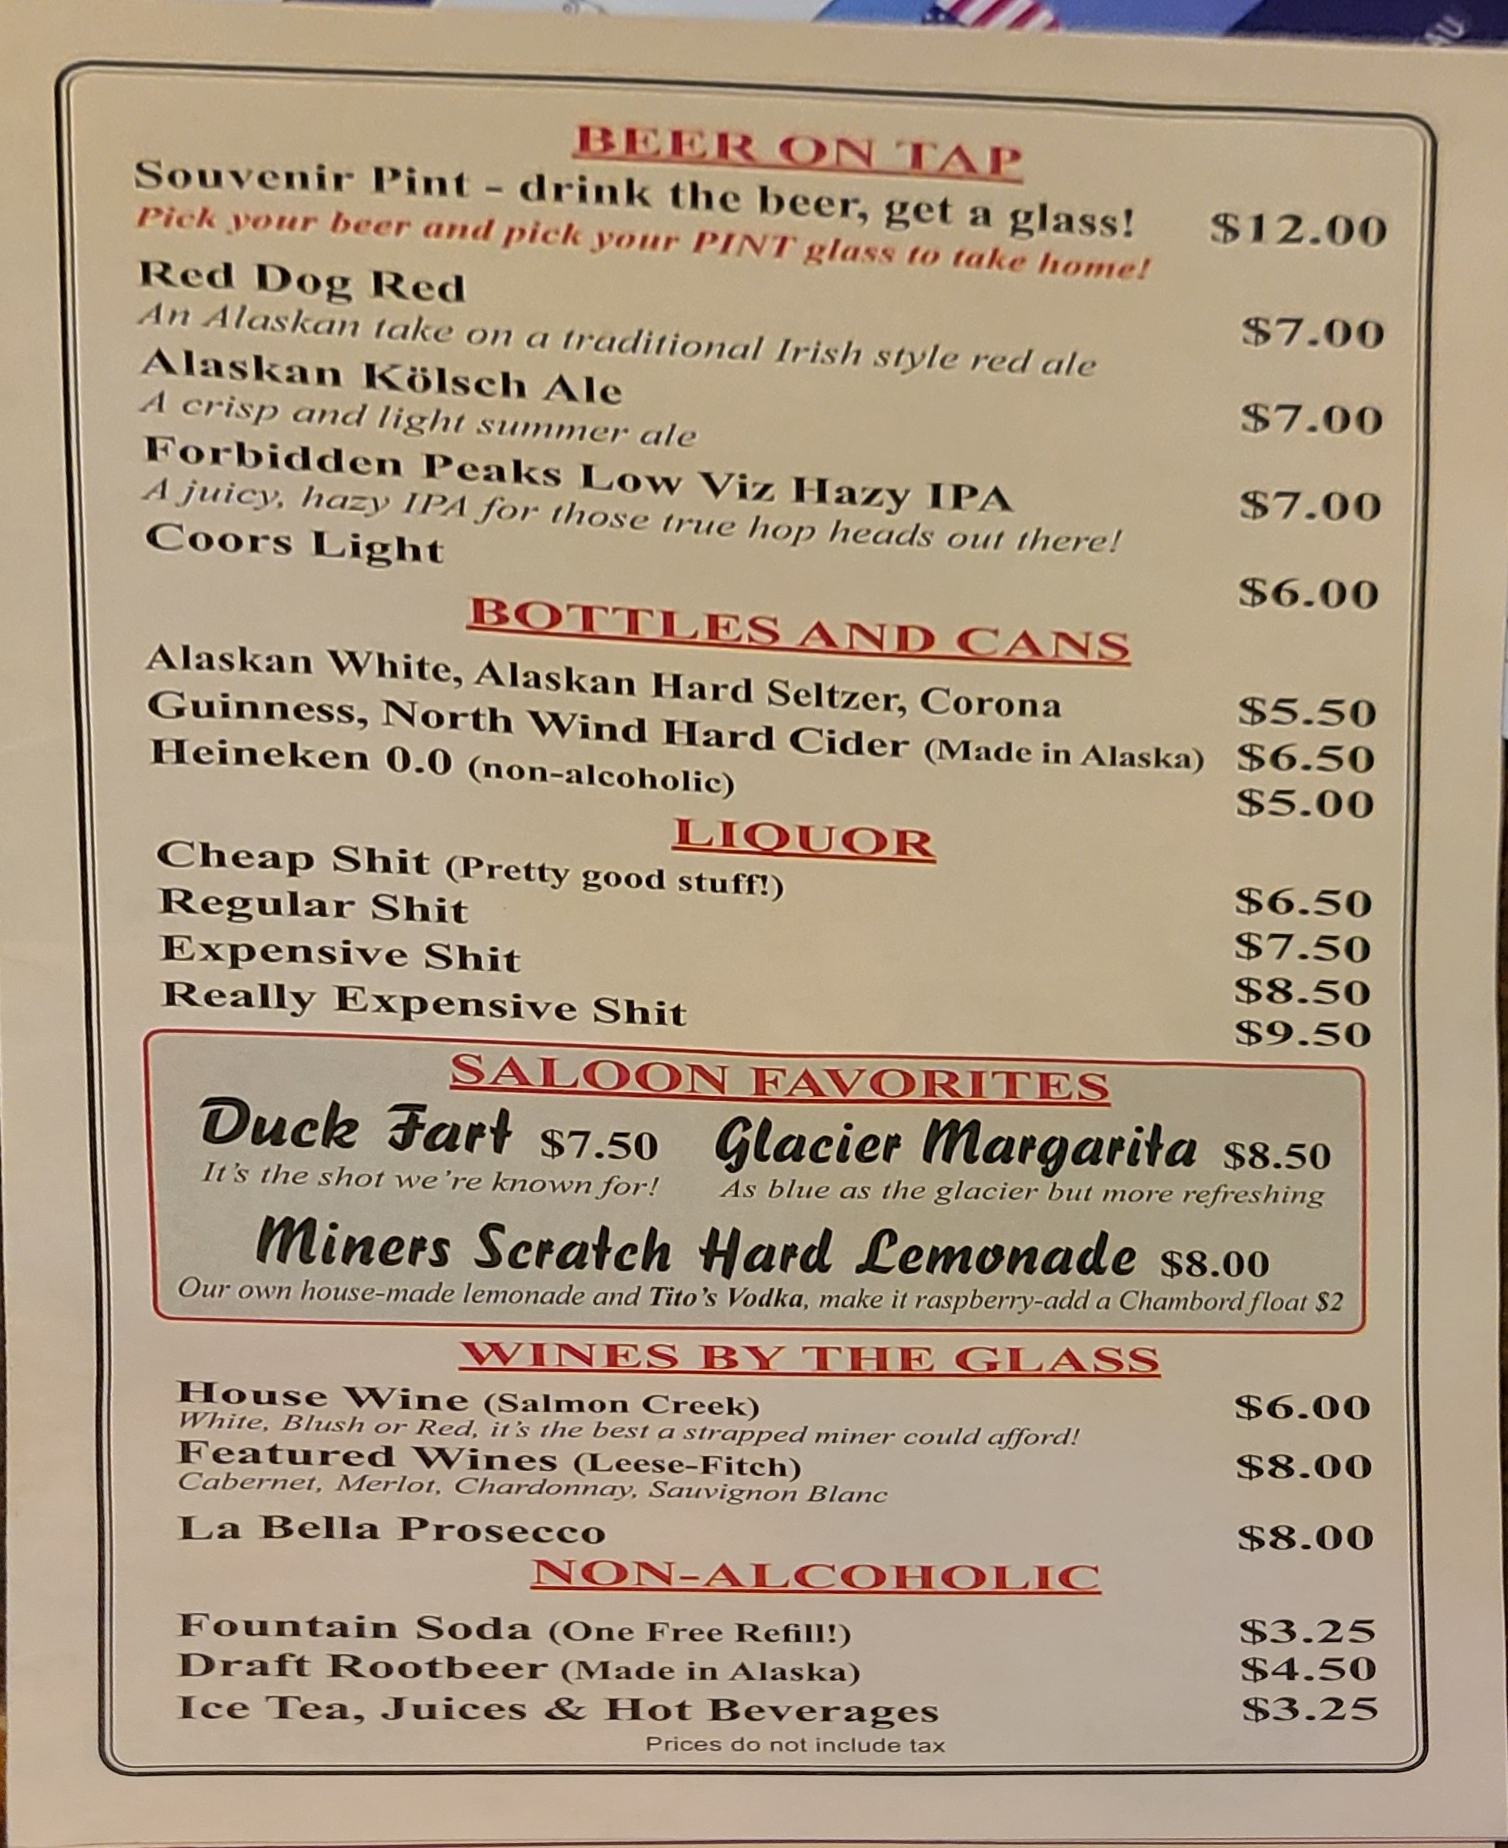 AU
BEER ON TAP
Souvenir Pint - drink the beer, get a glass! $12.00
Pick your beer and pick your PINT glass to take home!
Red Dog Red $7.00
An Alaskan take on a traditional Irish style red ale
Alaskan Kölsch Ale $7.00
A crisp and light summer ale
Forbidden Peaks Low Viz Hazy IPA $7.00
A juicy, hazy IPA for those true hop heads out there!
Coors Light $6.00
BOTTLES AND CANS
Alaskan White, Alaskan Hard Seltzer, Corona $5.50
Guinness, North Wind Hard Cider (Made in Alaska) $6.50
Heineken 0.0 (non-alcoholic) $5.00
LIQUOR
Cheap Shit (Pretty good stuff!) $6.50
Regular Shit $7.50
Expensive Shit $8.50
Really Expensive Shit $9.50
SALOON FAVORITES
Duck Fart $7.50 Glacier Margarita $8.50
It's the shot we're known for! As blue as the glacier but more refreshing
Miners Scratch Hard Lemonade $8.00
Our own house-made lemonade and Tito's Vodka, make it raspberry-add a Chambord float $2
WINES BY THE GLASS
House Wine (Salmon Creek) $6.00
White, Blush or Red, it's the best a strapped miner could afford!
Featured Wines (Leese-Fitch) $8.00
Cabernet, Merlot, Chardonnay, Sauvignon Blanc
La Bella Prosecco $8.00
NON-ALCOHOLIC
Fountain Soda (One Free Refill!) $3.25
Draft Rootbeer (Made in Alaska) $4.50
Ice Tea, Juices & Hot Beverages $3.25
Prices do not include tax